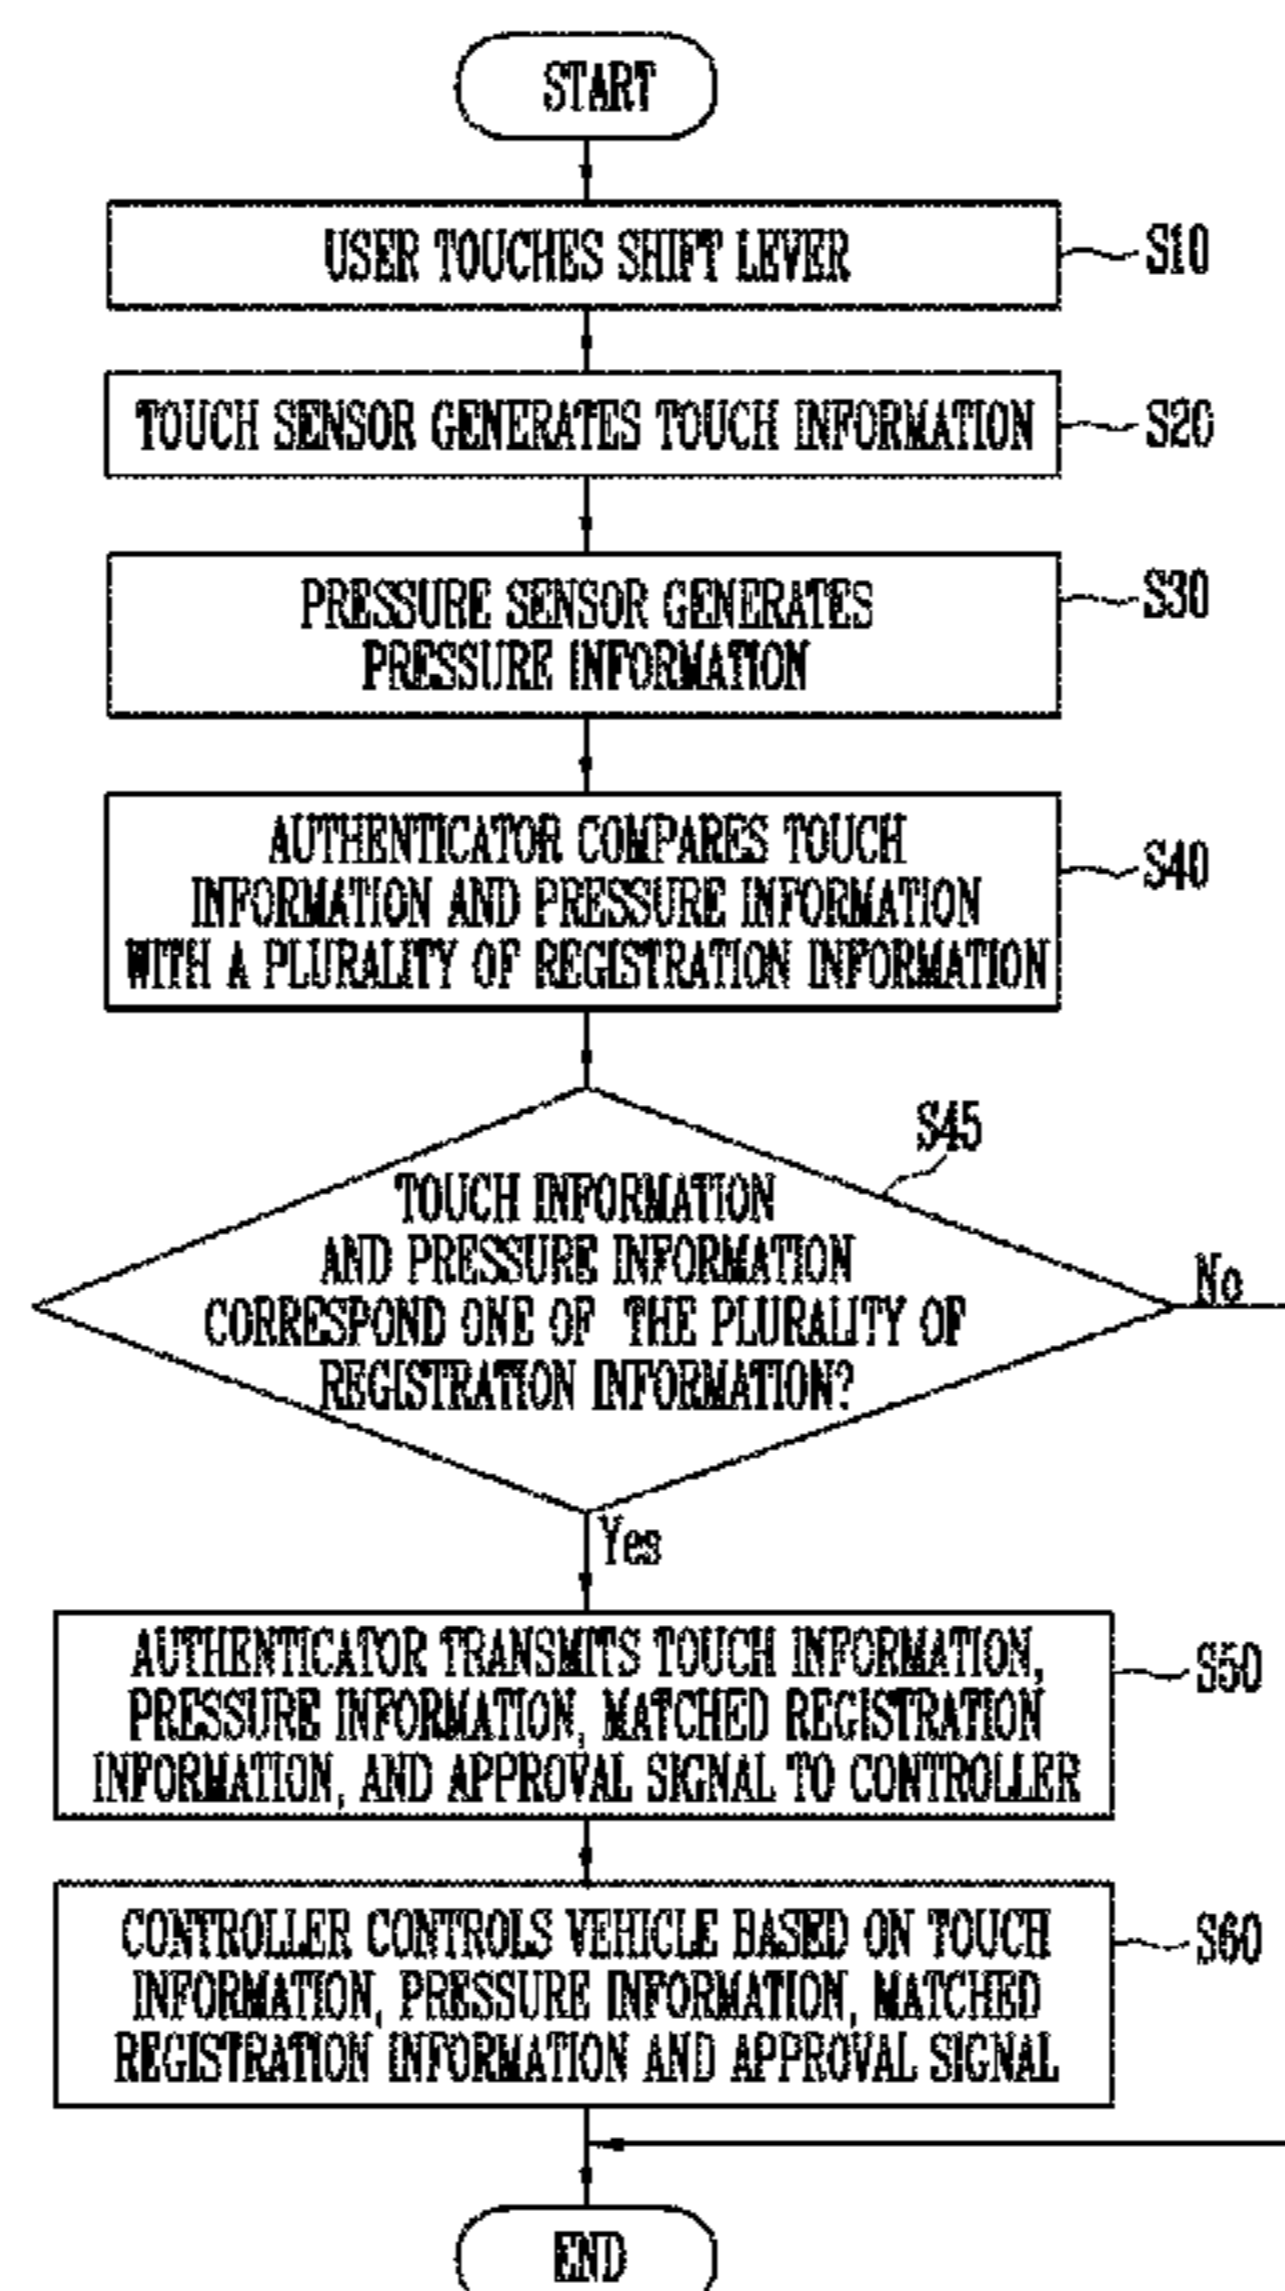 START
USER TOUCHES SHIFT LEVER
S10
TOUCH SENSOR GENERATES TOUCH INFORMATION
S20
PRESSURE SENSOR GENERATES
PRESSURE INFORMATION
S30
AUTHENTICATOR COMPARES TOUCH
INFORMATION AND PRESSURE INFORMATION
WITH A PLURALITY OF REGISTRATION INFORMATION
S40
S45
TOUCH INFORMATION
AND PRESSURE INFORMATION
CORRESPOND ONE OF THE PLURALITY OF
REGISTRATION INFORMATION?
No
Yes
AUTHENTICATOR TRANSMITS TOUCH INFORMATION,
PRESSURE INFORMATION, MATCHED REGISTRATION
INFORMATION, AND APPROVAL SIGNAL TO CONTROLLER
S50
CONTROLLER CONTROLS VEHICLE BASED ON TOUCH
INFORMATION, PRESSURE INFORMATION, MATCHED
REGISTRATION INFORMATION AND APPROVAL SIGNAL
S60
END